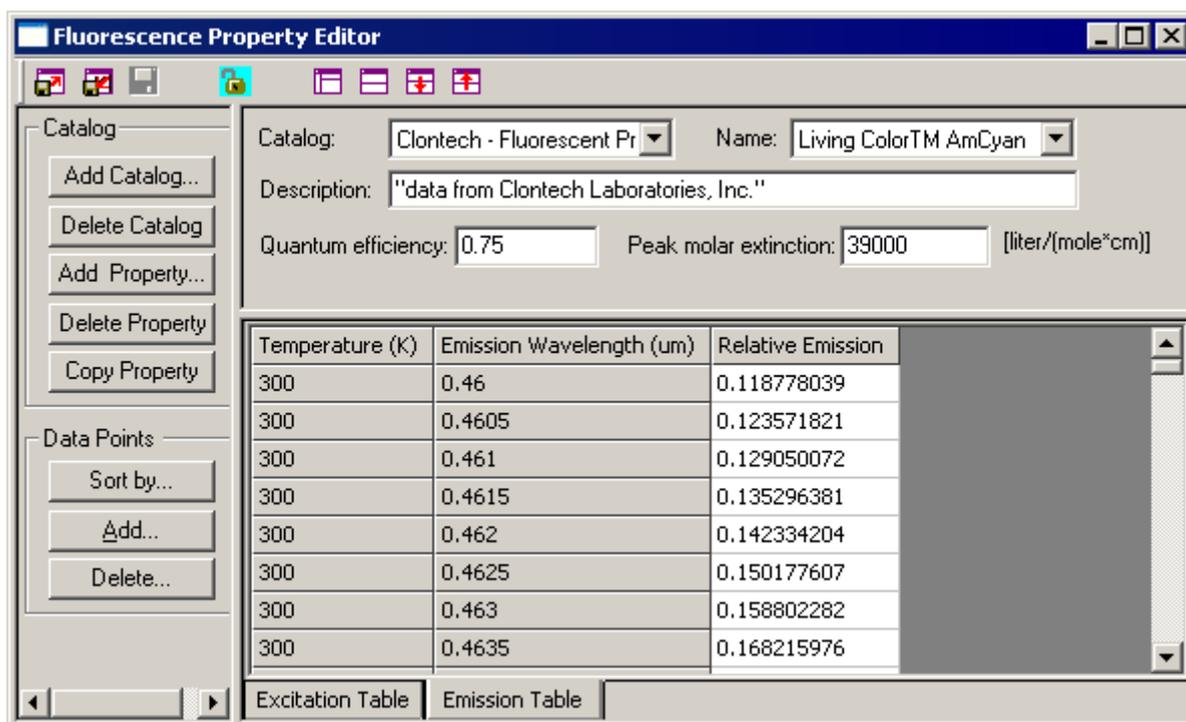 Fluorescence Property Editor
Catalog
Add Catalog...
Delete Catalog
Add Property...
Delete Property
Copy Property
Data Points
Sort by...
Add...
Delete...
Catalog: Clontech - Fluorescent Pr Name: Living ColorTM AmCyan
Description: "data from Clontech Laboratories, Inc."
Quantum efficiency: 0.75 Peak molar extinction: 39000 [liter/(mole*cm)]
Temperature (K) Emission Wavelength (um) Relative Emission
300 0.46 0.118778039
300 0.4605 0.123571821
300 0.461 0.129050072
300 0.4615 0.135296381
300 0.462 0.142334204
300 0.4625 0.150177607
300 0.463 0.158802282
300 0.4635 0.168215976
Excitation Table Emission Table